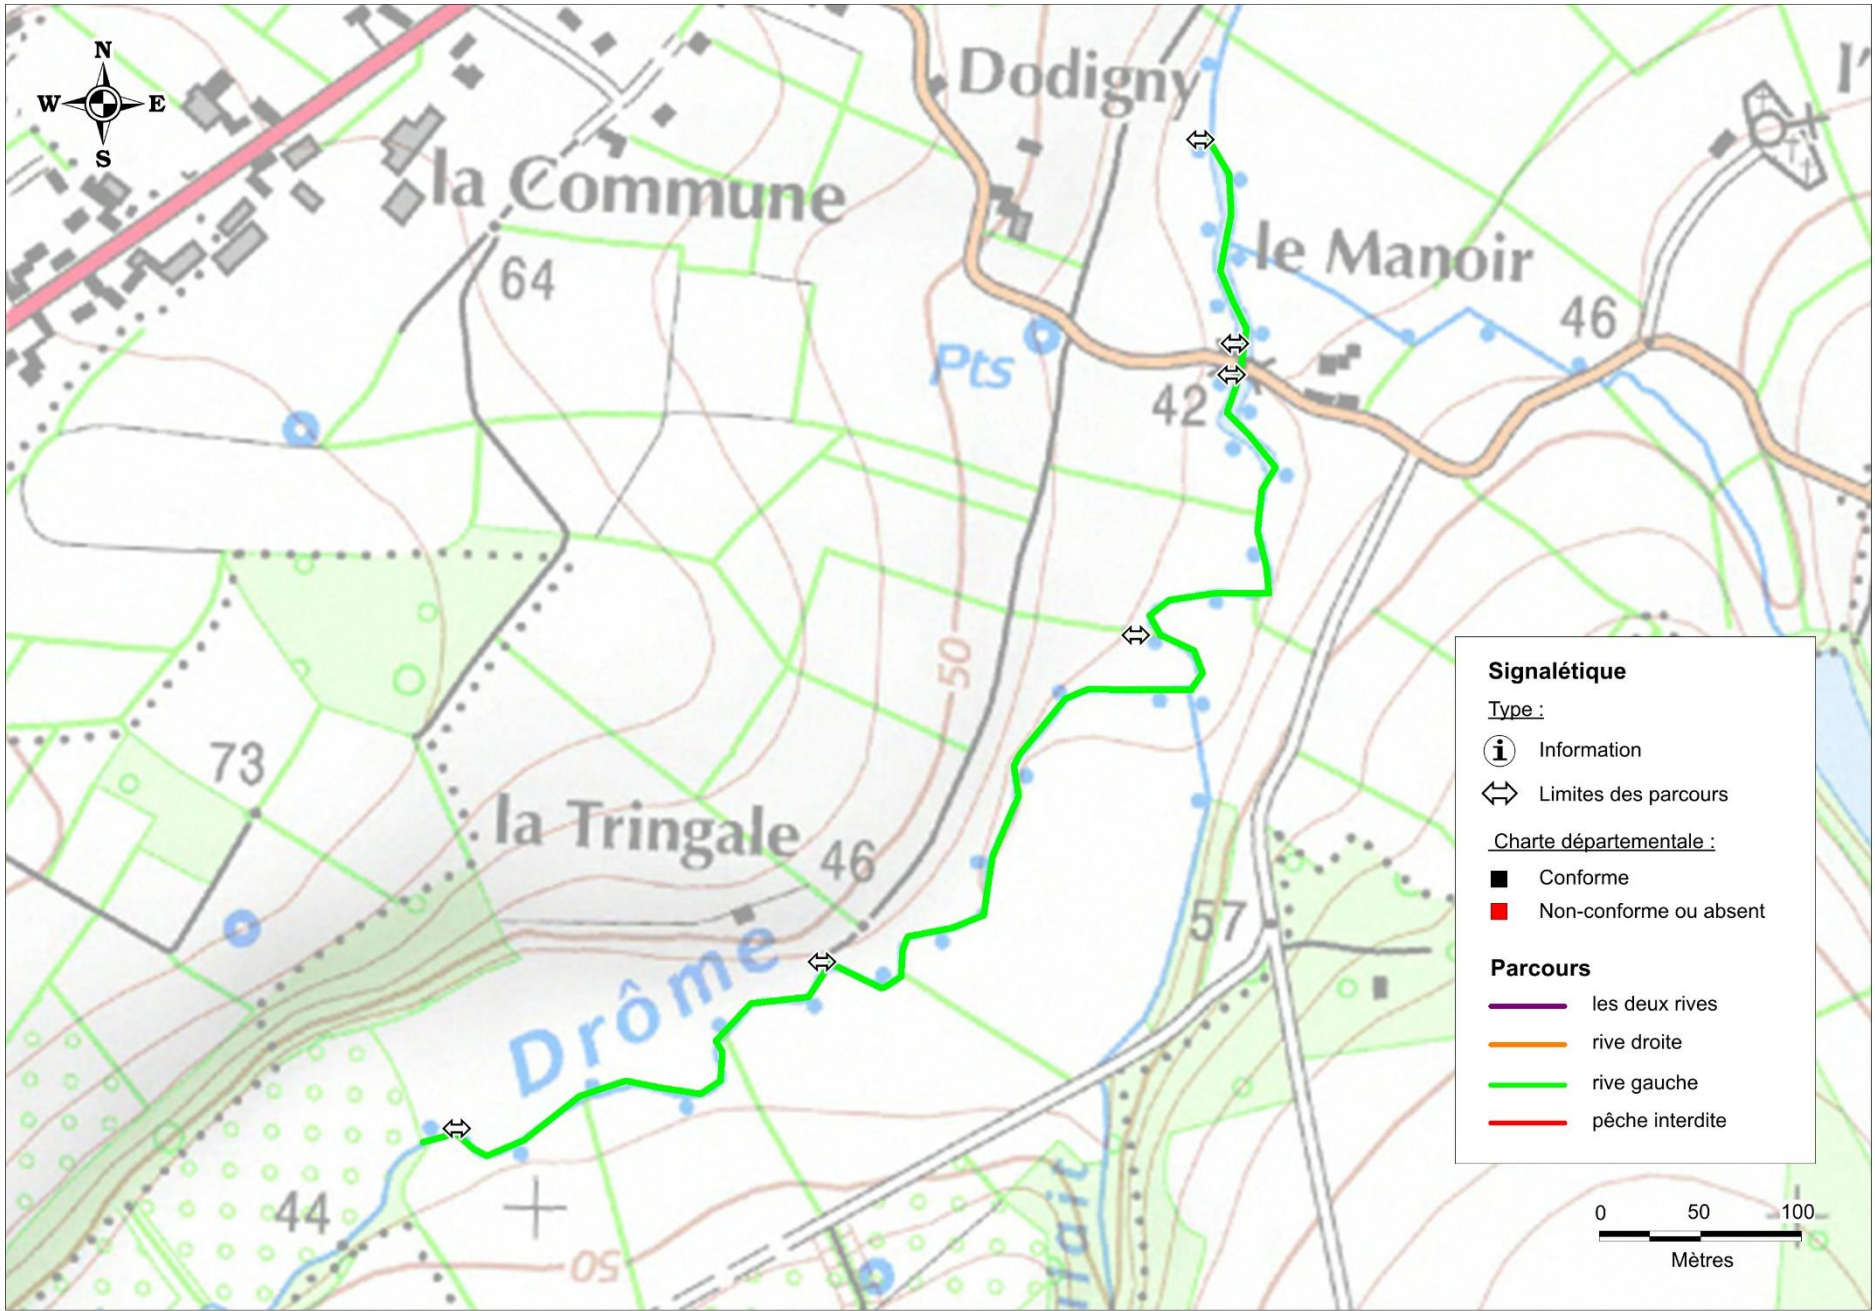 N
W E
S
Dodigny
la Commune
le Manoir
64
46
Pts
42
50
73
la Tringale
46
57
Drôme
44
50
Signalétique
Type :
i Information
Limites des parcours
Charte départementale :
Conforme
Non-conforme ou absent
Parcours
les deux rives
rive droite
rive gauche
pêche interdite
0 50 100
Mètres